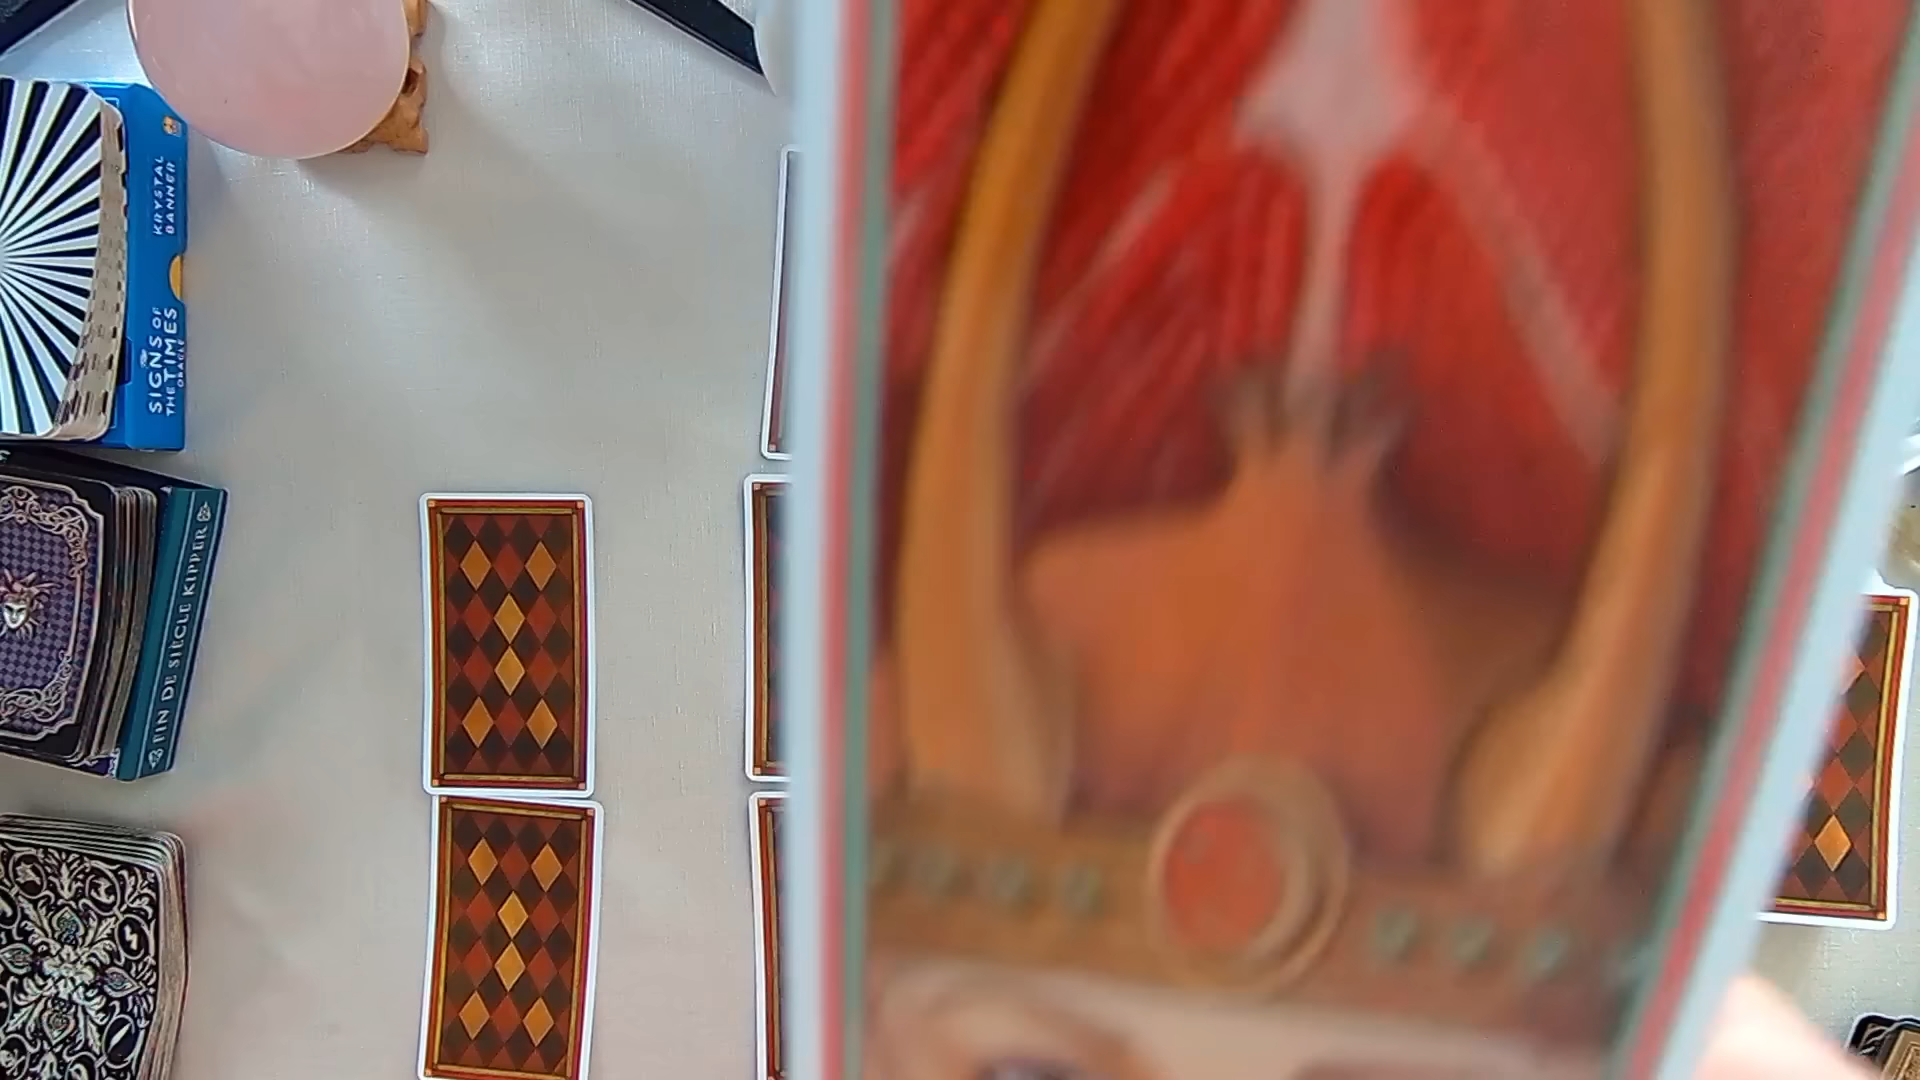 KRYSTAL
BANNER
SIGNS OF
THE TIMES
ORACLE
FIN DE SIÈCLE KIPPER